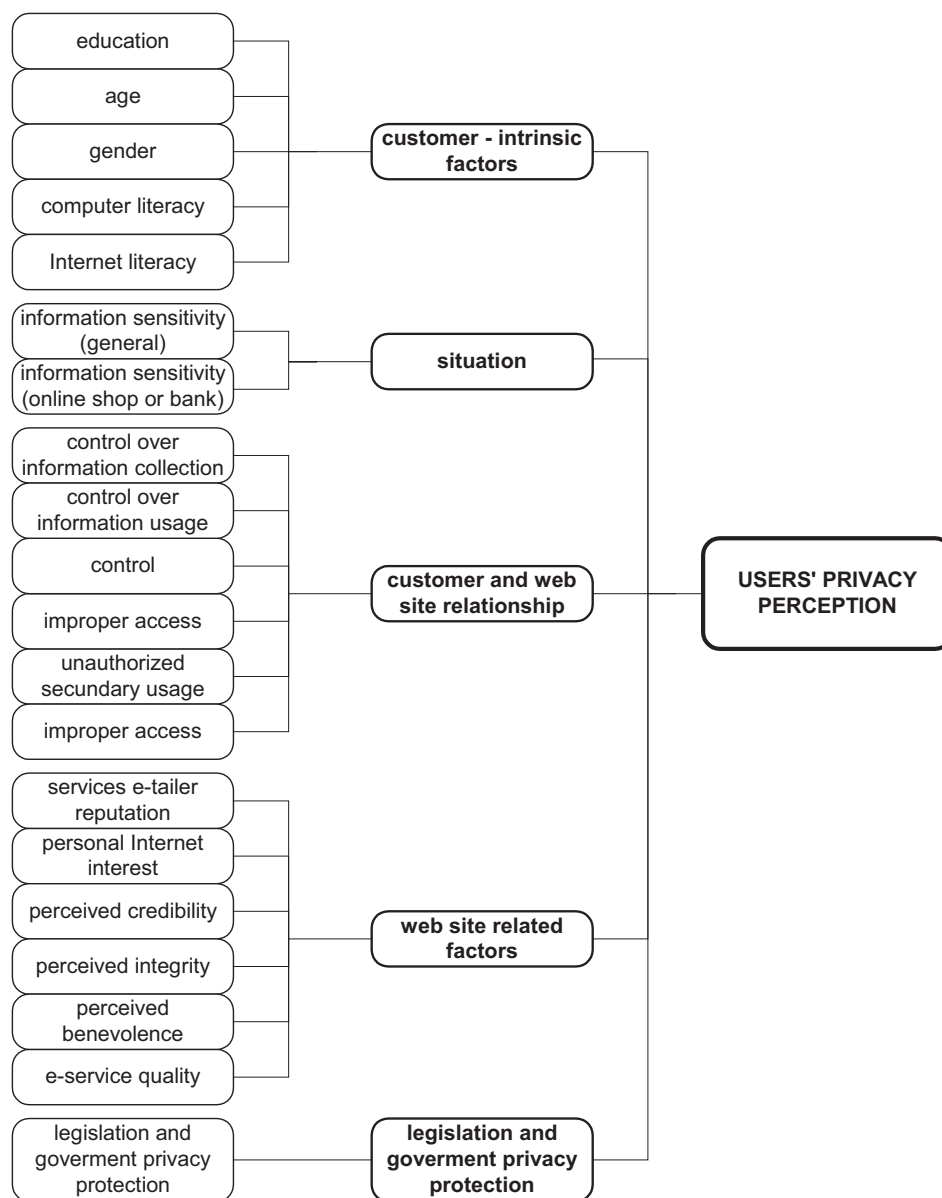 education
age
gender
computer literacy
Internet literacy
customer - intrinsic
factors
information sensitivity
(general)
information sensitivity
(online shop or bank)
situation
control over
information collection
control over
information usage
control
improper access
unauthorized
secundary usage
improper access
customer and web
site relationship
USERS' PRIVACY
PERCEPTION
services e-tailer
reputation
personal Internet
interest
perceived credibility
perceived integrity
perceived
benevolence
e-service quality
web site related
factors
legislation and
goverment privacy
protection
legislation and
goverment privacy
protection